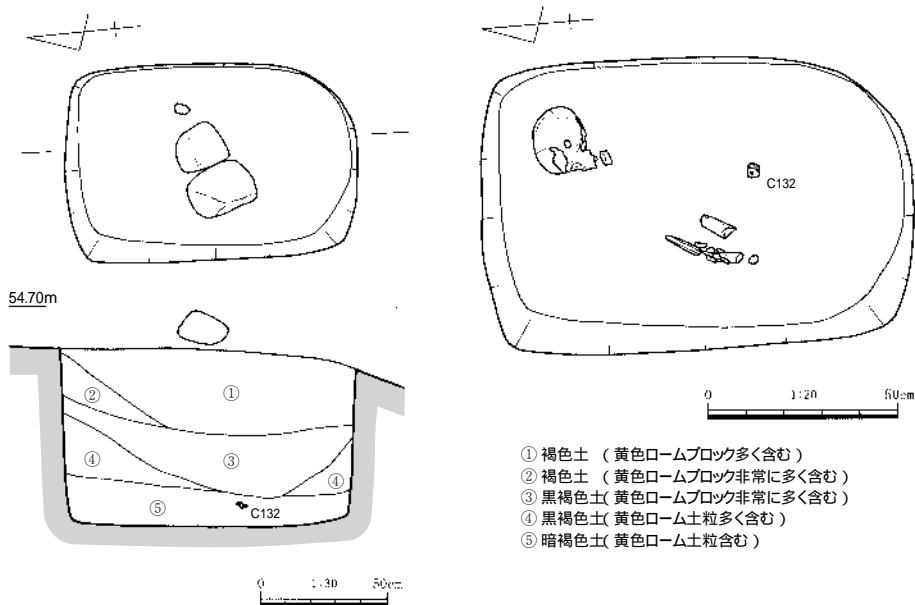 C132
54.70m
①
②
③
④
④
⑤
C132
0 1:30 50cm
0 1:20 50cm
① 褐色土 ( 黄色ロームブロック多く含む )
② 褐色土 ( 黄色ロームブロック非常に多く含む )
③ 黒褐色土( 黄色ロームブロック非常に多く含む )
④ 黒褐色土( 黄色ローム土粒多く含む )
⑤ 暗褐色土( 黄色ローム土粒含む )